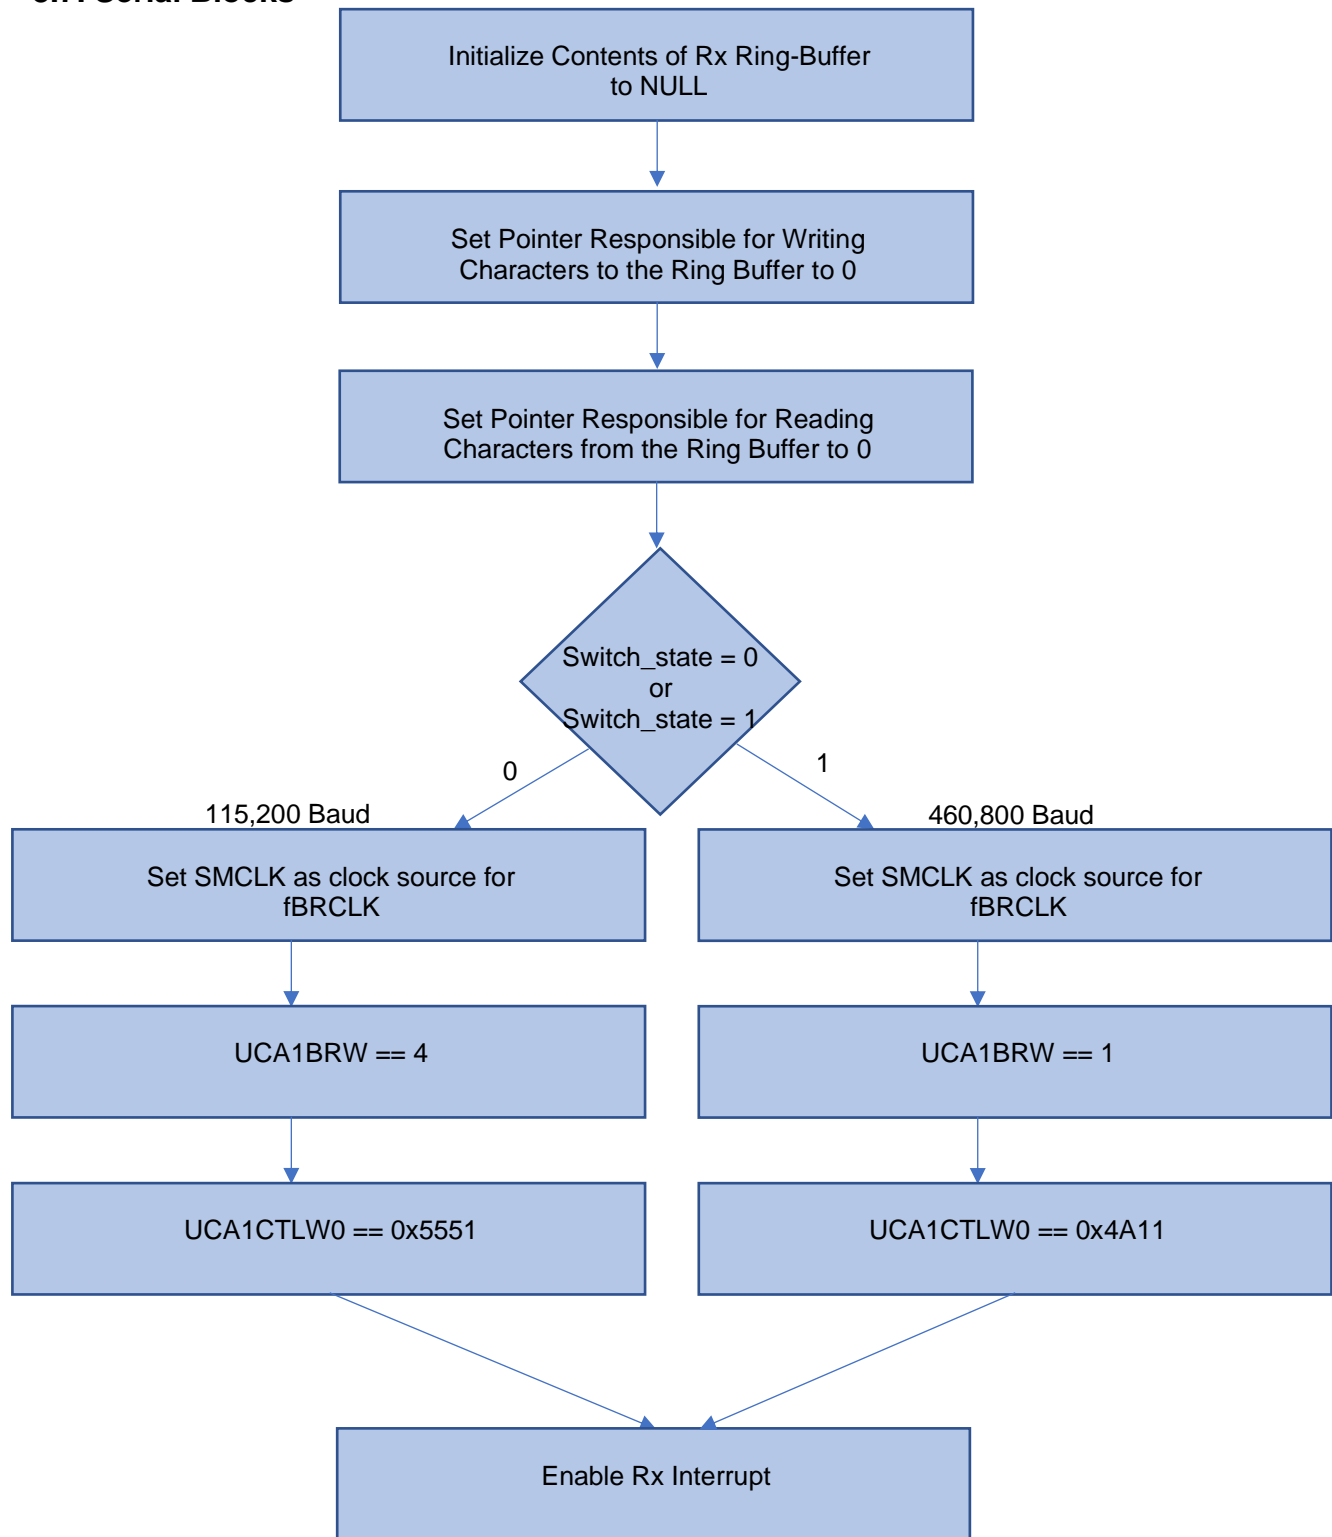 Serial Blocks
Initialize Contents of Rx Ring-Buffer
to NULL
Set Pointer Responsible for Writing
Characters to the Ring Buffer to 0
Set Pointer Responsible for Reading
Characters from the Ring Buffer to 0
Switch_state = 0
or
Switch_state = 1
0
1
115,200 Baud
460,800 Baud
Set SMCLK as clock source for
fBRCLK
Set SMCLK as clock source for
fBRCLK
UCA1BRW == 4
UCA1BRW == 1
UCA1CTLW0 == 0x5551
UCA1CTLW0 == 0x4A11
Enable Rx Interrupt